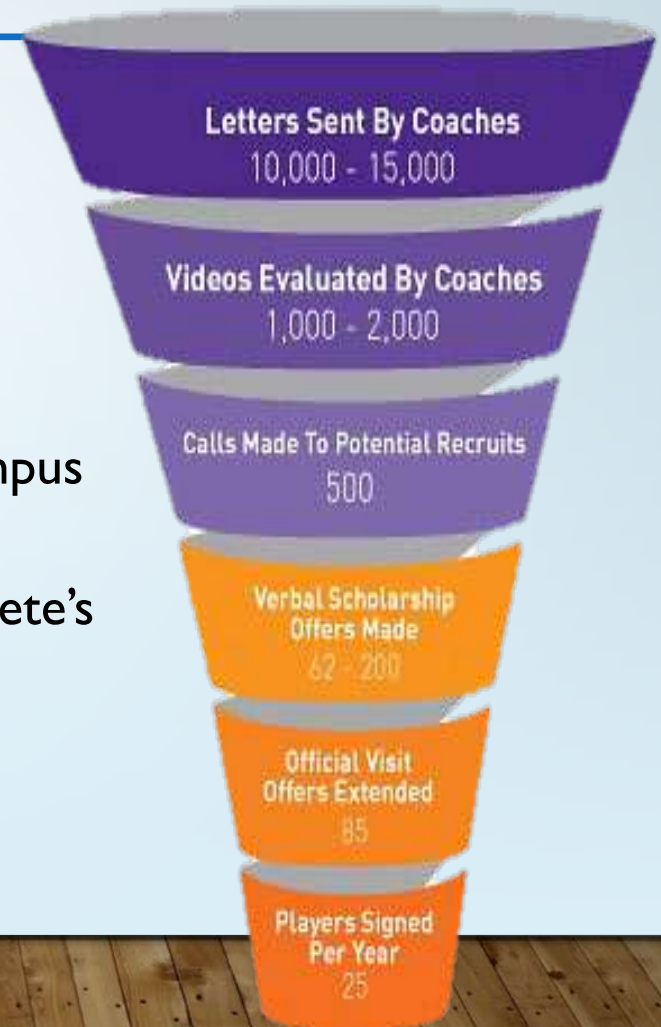 Letters Sent By Coaches
10,000 - 15,000
Videos Evaluated By Coaches
1,000 - 2,000
Calls Made To Potential Recruits
500
Verbal Scholarship
Offers Made
62 - 200
Official Visit
Offers Extended
85
Players Signed
Per Year
25
mpus
ete’s